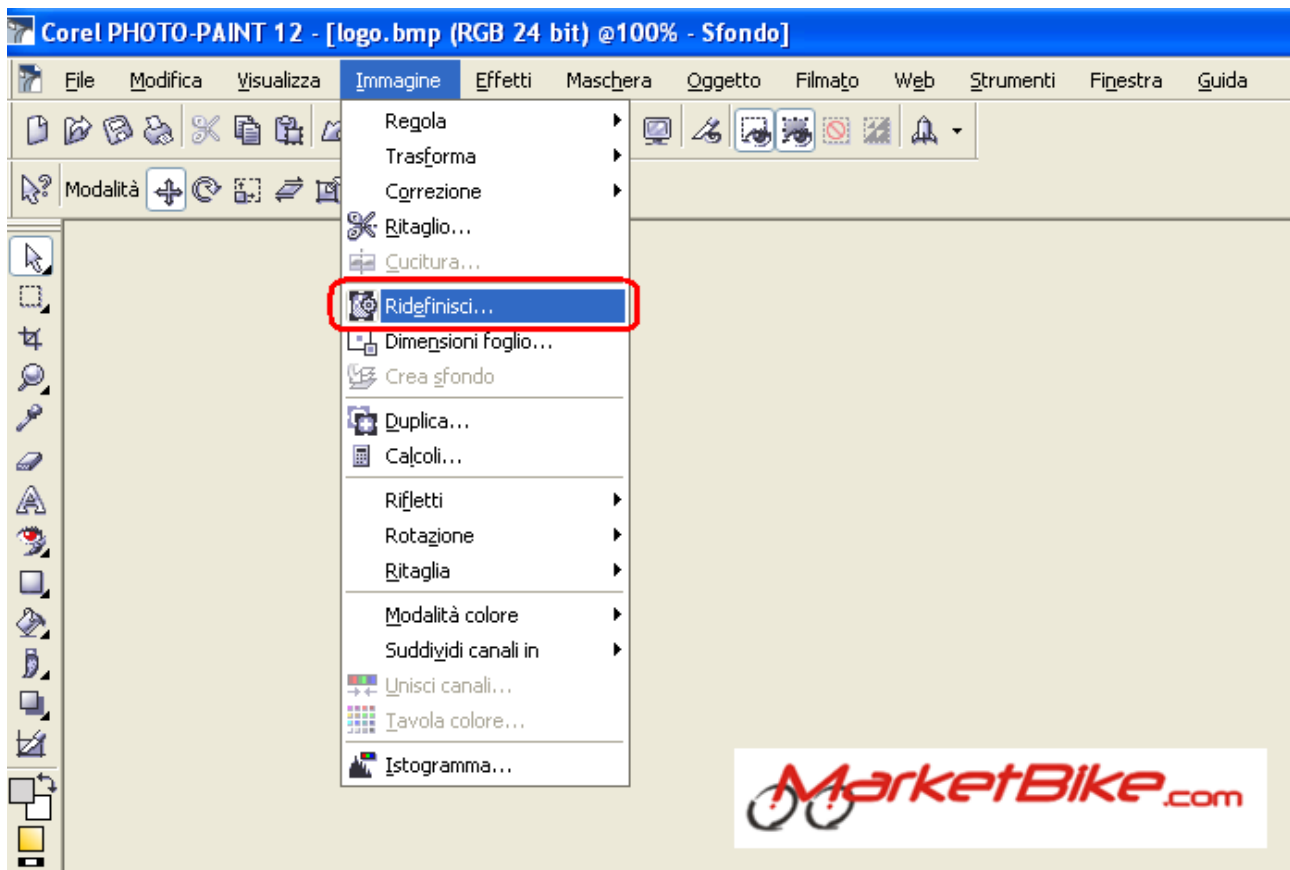 Corel PHOTO-PAINT 12 - [logo.bmp (RGB 24 bit) @100% - Sfondo]
File Modifica Visualizza Immagine Effetti Maschera Oggetto Filmato Web Strumenti Finestra Guida
Modalità
Regola
Trasforma
Correzione
Ritaglio...
Cucitura...
Ridefinisci...
Dimensioni foglio...
Crea sfondo
Duplica...
Calcoli...
Rifletti
Rotazione
Ritaglia
Modalità colore
Suddividi canali in
Unisci canali...
Tavola colore...
Istogramma...
MarketBike.com